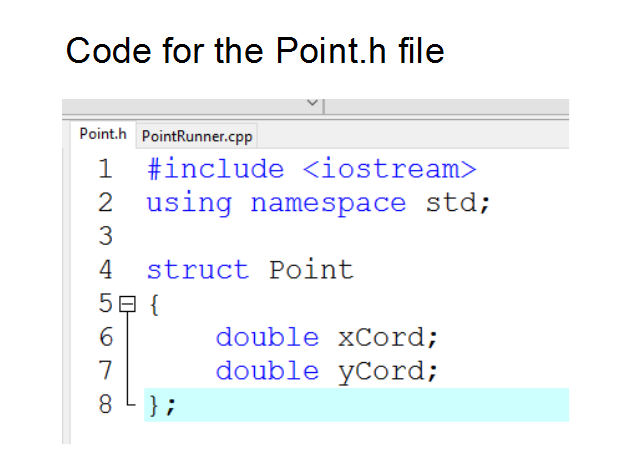 Code for the Point.h file
Point.h PointRunner.cpp
1 #include <iostream>
2 using namespace std;
3
4 struct Point
5 {
6 double xCord;
7 double yCord;
8 };